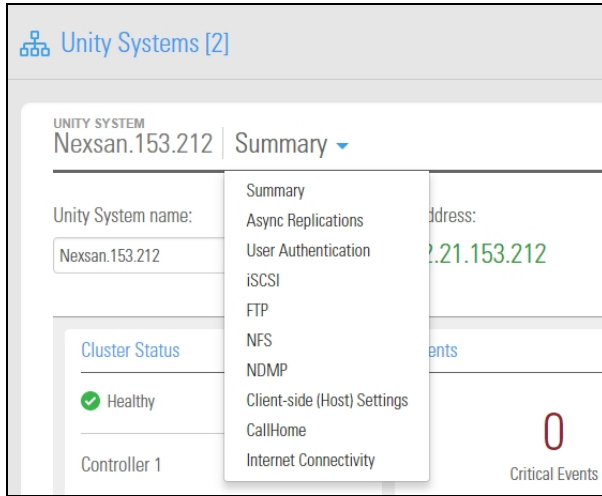 Unity Systems [2]
UNITY SYSTEM
Nexsan.153.212 Summary
Summary
Async Replications
User Authentication
iSCSI
FTP
NFS
NDMP
Client-side (Host) Settings
CallHome
Internet Connectivity
Unity System name:
ddress:
Nexsan.153.212
2.21.153.212
Cluster Status
ents
Healthy
0
Controller 1
Critical Events